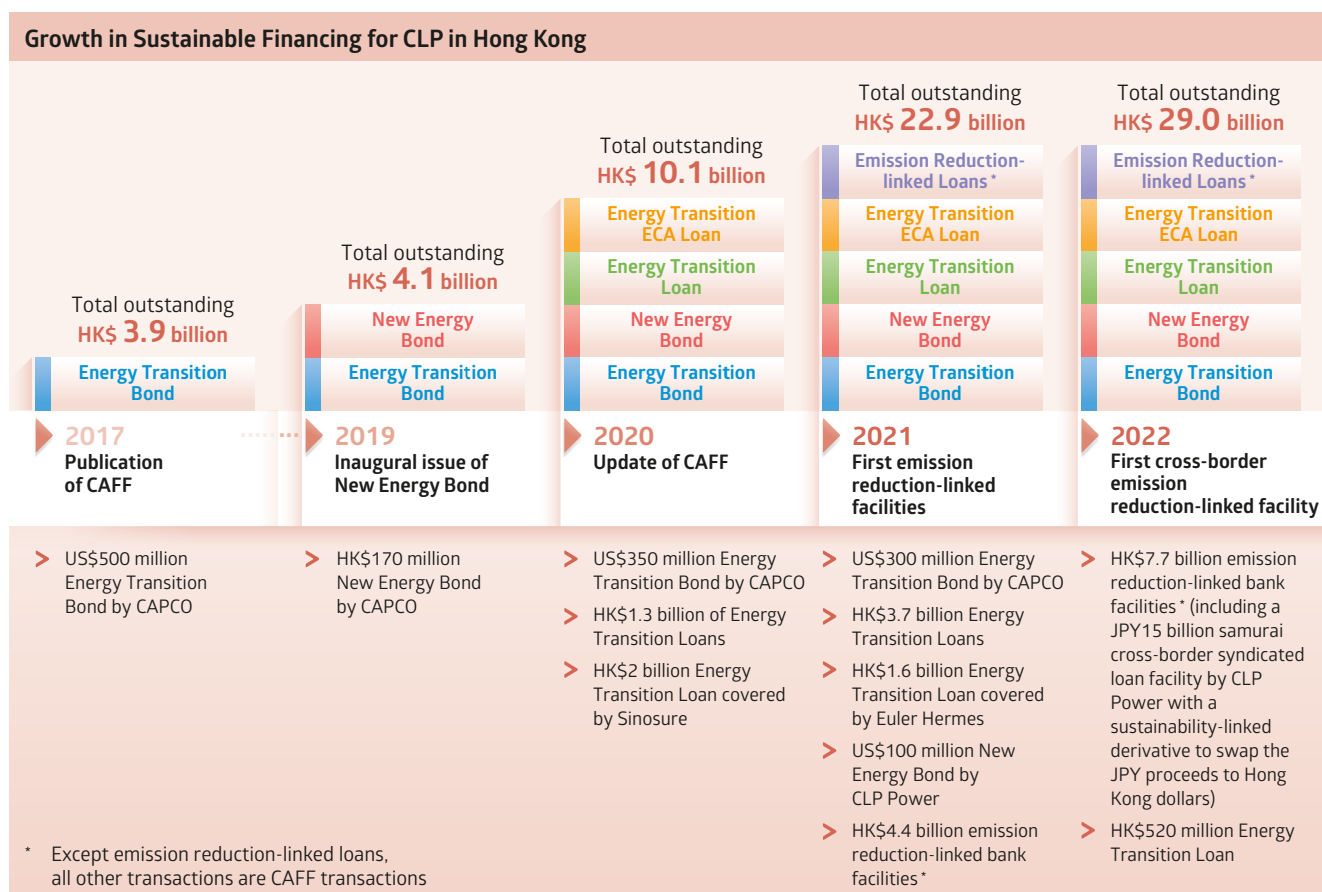 Growth in Sustainable Financing for CLP in Hong Kong
Total outstanding
HK$ 3.9 billion
Energy Transition
Bond
2017
Publication
of CAFF
> US$500 million
Energy Transition
Bond by CAPCO
Total outstanding
HK$ 4.1 billion
New Energy
Bond
Energy Transition
Bond
2019
Inaugural issue of
New Energy Bond
> HK$170 million
New Energy Bond
by CAPCO
Total outstanding
HK$ 10.1 billion
Energy Transition
ECA Loan
Energy Transition
Loan
New Energy
Bond
Energy Transition
Bond
2020
Update of CAFF
> US$350 million Energy
Transition Bond by CAPCO
> HK$1.3 billion of Energy
Transition Loans
> HK$2 billion Energy
Transition Loan covered
by Sinosure
Total outstanding
HK$ 22.9 billion
Emission Reduction-
linked Loans *
Energy Transition
ECA Loan
Energy Transition
Loan
New Energy
Bond
Energy Transition
Bond
2021
First emission
reduction-linked
facilities
> US$300 million Energy
Transition Bond by CAPCO
> HK$3.7 billion Energy
Transition Loans
> HK$1.6 billion Energy
Transition Loan covered
by Euler Hermes
> US$100 million New
Energy Bond by
CLP Power
> HK$4.4 billion emission
reduction-linked bank
facilities *
Total outstanding
HK$ 29.0 billion
Emission Reduction-
linked Loans *
Energy Transition
ECA Loan
Energy Transition
Loan
New Energy
Bond
Energy Transition
Bond
2022
First cross-border
emission
reduction-linked facility
> HK$7.7 billion emission
reduction-linked bank
facilities * (including a
JPY15 billion samurai
cross-border syndicated
loan facility by CLP
Power with a
sustainability-linked
derivative to swap the
JPY proceeds to Hong
Kong dollars)
> HK$520 million Energy
Transition Loan
* Except emission reduction-linked loans,
all other transactions are CAFF transactions